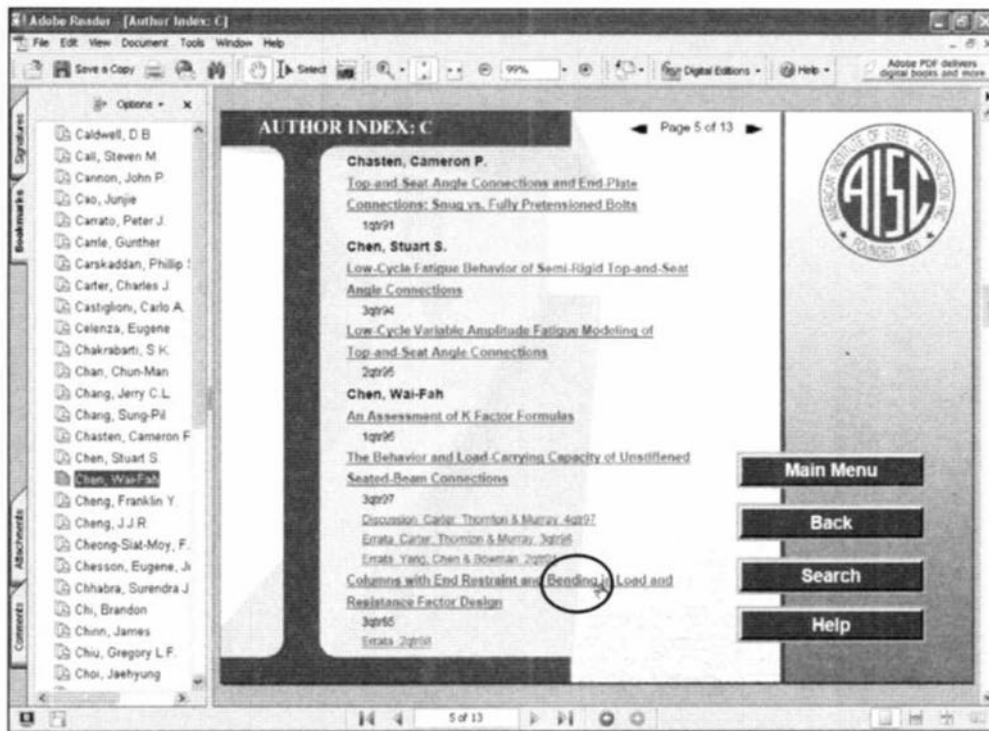 Adobe Reader - [Author Index: C]
File Edit View Document Tools Window Help
Save a Copy Select 99% Digital Editions Help Adobe PDF delivers digital books and more
Options x
Signatures
Bookmarks
Attachments
Comments
Caldwell, D B
Call, Steven M.
Cannon, John P.
Cao, Junjie
Carrato, Peter J.
Carrle, Gunther
Carskaddan, Phillip
Carter, Charles J.
Castiglioni, Carlo A.
Celenza, Eugene
Chakrabarti, S K.
Chan, Chun-Man
Chang, Jerry C.L.
Chang, Sung-Pil
Chasten, Cameron F
Chen, Stuart S.
Chen, Wai-Fah
Cheng, Franklin Y.
Cheng, J.J.R.
Cheong-Siat-Moy, F.
Chesson, Eugene, Jr
Chhabra, Surendra J
Chi, Brandon
Chinn, James
Chiu, Gregory L.F.
Choi, Jaehyung
AUTHOR INDEX: C
Page 5 of 13
Chasten, Cameron P.
Top-and-Seat Angle Connections and End-Plate
Connections: Snug vs. Fully Pretensioned Bolts
1qtr91
Chen, Stuart S.
Low-Cycle Fatigue Behavior of Semi-Rigid Top-and-Seat
Angle Connections
3qtr94
Low-Cycle Variable Amplitude Fatigue Modeling of
Top-and-Seat Angle Connections
2qtr95
Chen, Wai-Fah
An Assessment of K Factor Formulas
1qtr95
The Behavior and Load-Carrying Capacity of Unstiffened
Seated-Beam Connections
3qtr97
Discussion, Carter, Thornton & Murray 4qtr97
Errata, Carter, Thornton & Murray
Errata, Yang, Chen & Bowman
Columns with End Restraint and Bending in Load and
Resistance Factor Design
3qtr85
Errata
AMERICAN INSTITUTE OF STEEL CONSTRUCTION INC.
AISC
FOUNDED 1921
Main Menu
Back
Search
Help
5 of 13